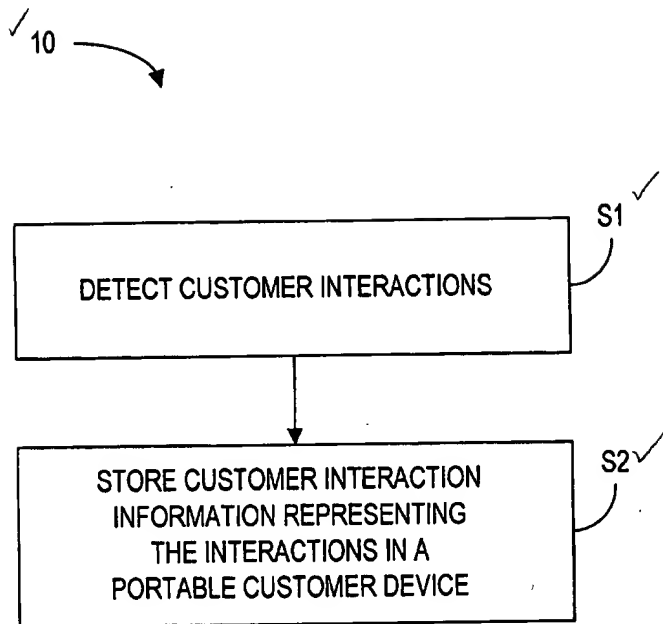 10
S1
DETECT CUSTOMER INTERACTIONS
S2
STORE CUSTOMER INTERACTION
INFORMATION REPRESENTING
THE INTERACTIONS IN A
PORTABLE CUSTOMER DEVICE